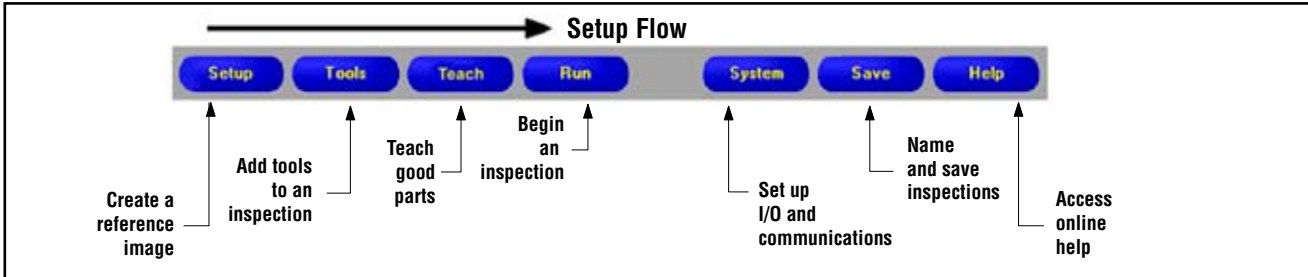 Setup Flow
Setup
Tools
Teach
Run
System
Save
Help
Create a
reference
image
Add tools
to an
inspection
Teach
good
parts
Begin
an
inspection
Set up
I/O and
communications
Name
and save
inspections
Access
online
help